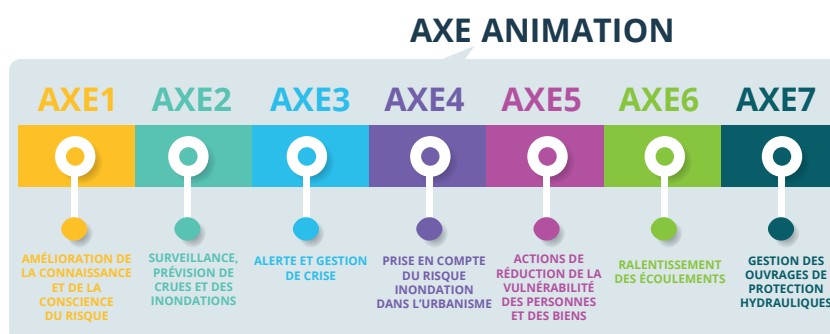 AXE ANIMATION
AXE1
AXE2
AXE3
AXE4
AXE5
AXE6
AXE7
AMÉLIORATION DE
LA CONNAISSANCE
ET DE LA
CONSCIENCE
DU RISQUE
SURVEILLANCE,
PRÉVISION DE
CRUES ET DES
INONDATIONS
ALERTE ET GESTION
DE CRISE
PRISE EN COMPTE
DU RISQUE
INONDATION
DANS L'URBANISME
ACTIONS DE
RÉDUCTION DE LA
VULNÉRABILITÉ
DES PERSONNES
ET DES BIENS
RALENTISSEMENT
DES ÉCOULEMENTS
GESTION DES
OUVRAGES DE
PROTECTION
HYDRAULIQUES